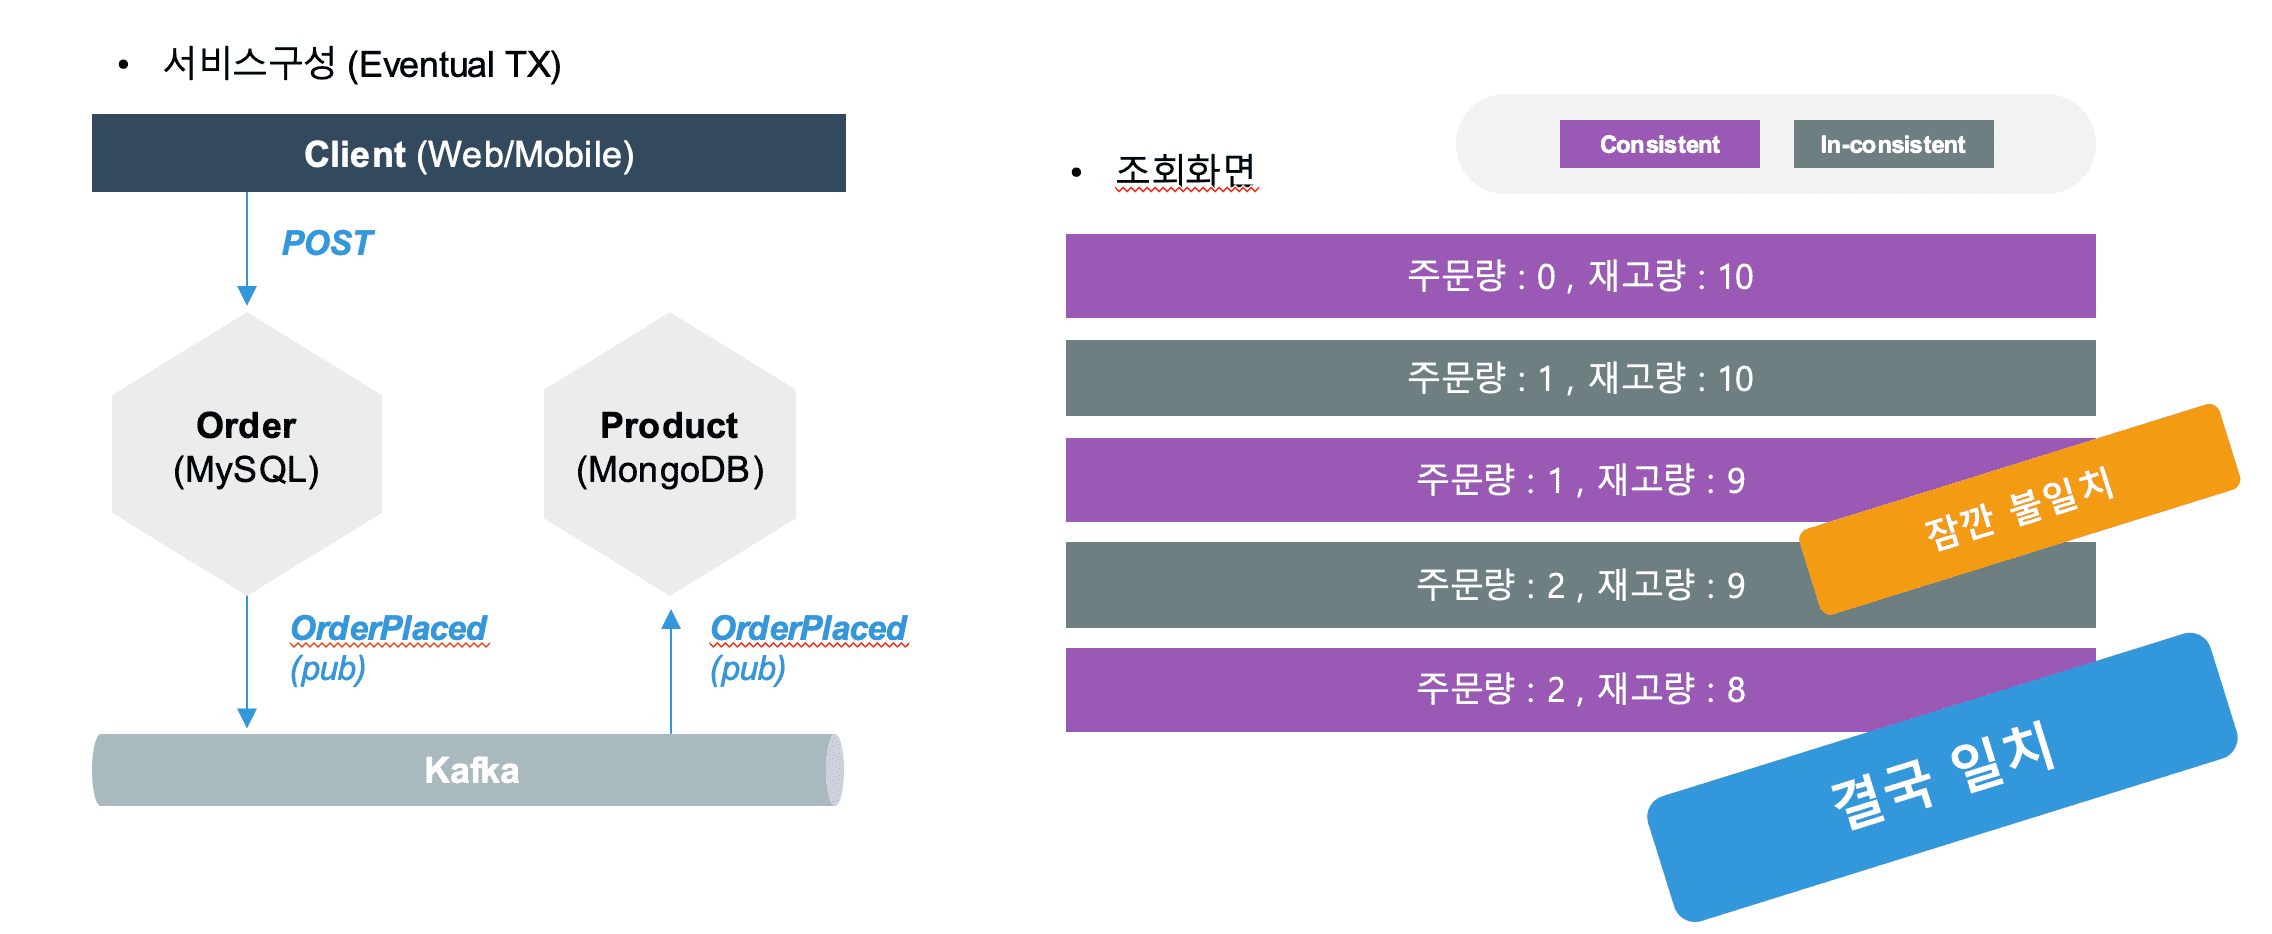 • 서비스구성 (Eventual TX)
Client (Web/Mobile)
POST
Order
(MySQL)
Product
(MongoDB)
OrderPlaced
(pub)
OrderPlaced
(pub)
Kafka
Consistent
In-consistent
• 조회화면
주문량 : 0 , 재고량 : 10
주문량 : 1 , 재고량 : 10
주문량 : 1 , 재고량 : 9
잠깐 불일치
주문량 : 2 , 재고량 : 9
주문량 : 2 , 재고량 : 8
결국 일치